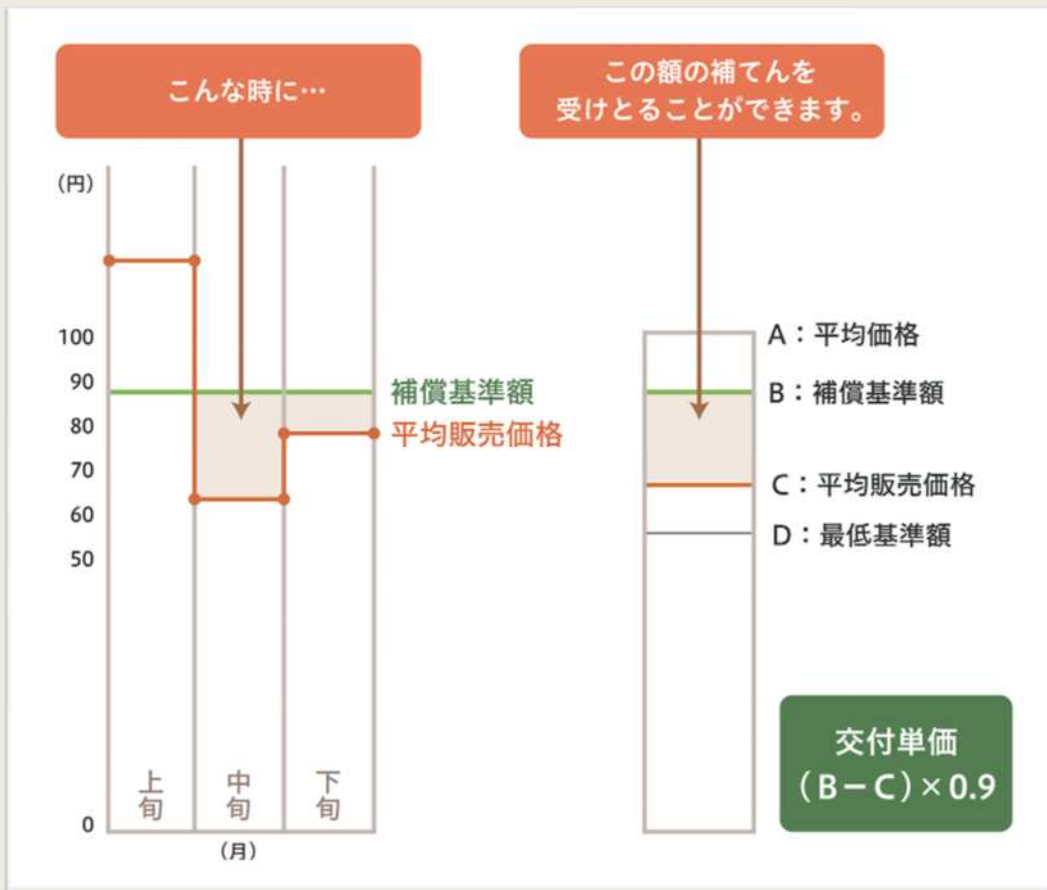 こんな時に…
この額の補てんを
受けとることができます。
(円)
100
90
80
70
60
50
0
補償基準額
平均販売価格
上旬
中旬
下旬
(月)
A：平均価格
B：補償基準額
C：平均販売価格
D：最低基準額
交付単価
(B−C)×0.9